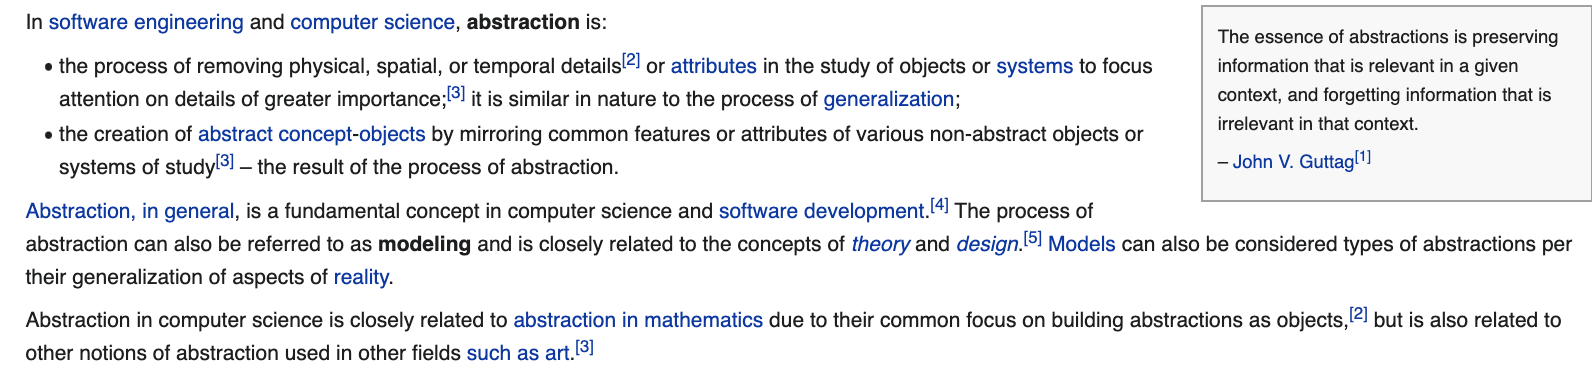 In software engineering and computer science, abstraction is:
• the process of removing physical, spatial, or temporal details[2] or attributes in the study of objects or systems to focus
attention on details of greater importance;[3] it is similar in nature to the process of generalization;
• the creation of abstract concept-objects by mirroring common features or attributes of various non-abstract objects or
systems of study[3] – the result of the process of abstraction.
The essence of abstractions is preserving
information that is relevant in a given
context, and forgetting information that is
irrelevant in that context.
– John V. Guttag[1]
Abstraction, in general, is a fundamental concept in computer science and software development.[4] The process of
abstraction can also be referred to as modeling and is closely related to the concepts of theory and design.[5] Models can also be considered types of abstractions per
their generalization of aspects of reality.
Abstraction in computer science is closely related to abstraction in mathematics due to their common focus on building abstractions as objects,[2] but is also related to
other notions of abstraction used in other fields such as art.[3]